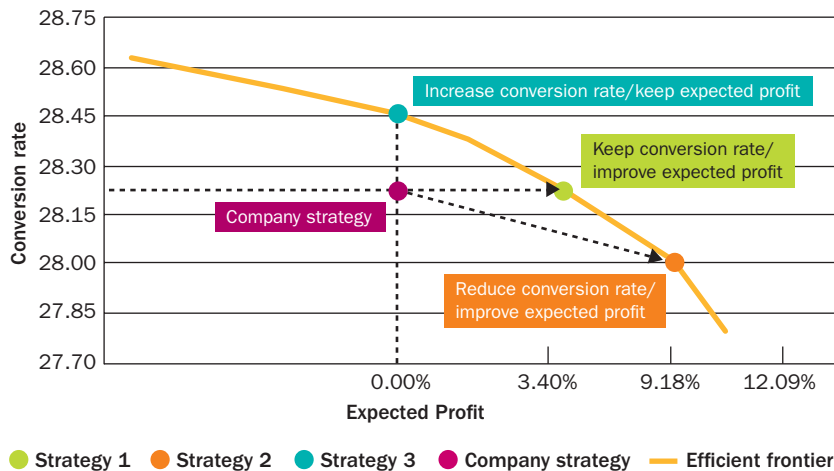 28.75
28.60
28.45
28.30
28.15
28.00
27.85
27.70
Conversion rate
Increase conversion rate/keep expected profit
Keep conversion rate/
improve expected profit
Company strategy
Reduce conversion rate/
improve expected profit
0.00% 3.40% 9.18% 12.09%
Expected Profit
Strategy 1 Strategy 2 Strategy 3 Company strategy Efficient frontier